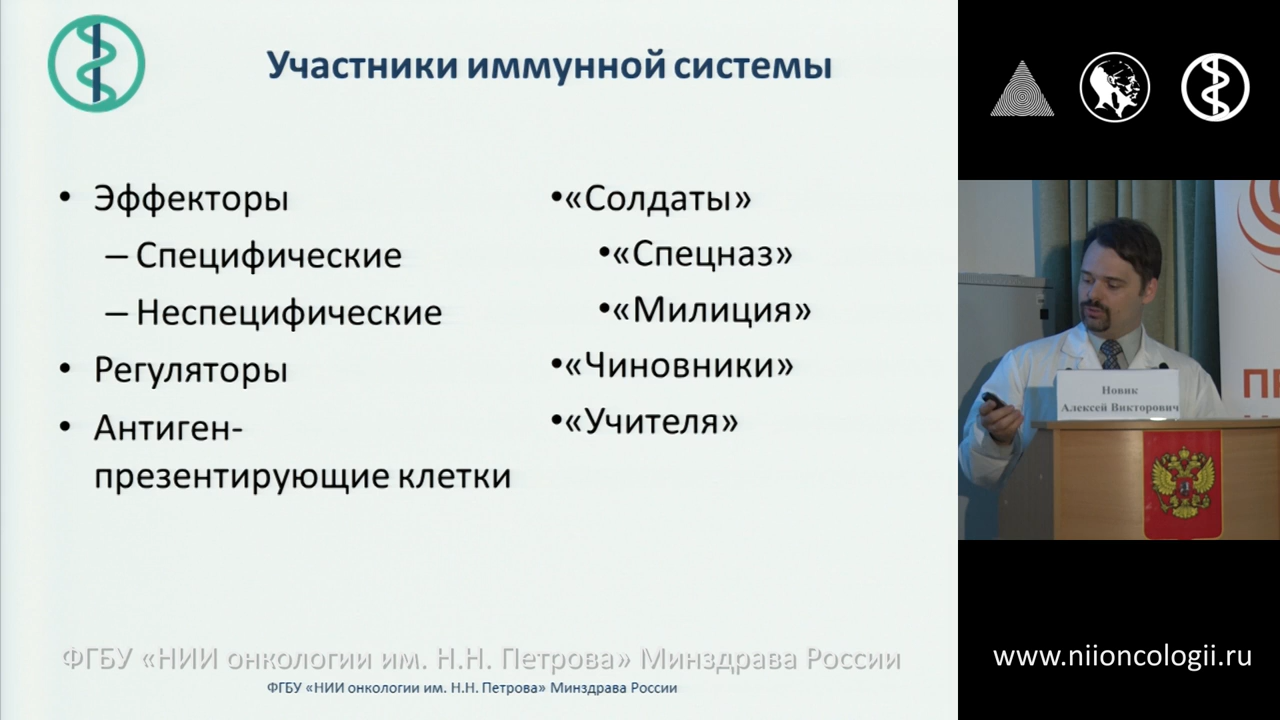 Участники иммунной системы
• Эффекторы
– Специфические
– Неспецифические
• Регуляторы
• Антиген-
презентирующие клетки
•«Солдаты»
•«Спецназ»
•«Милиция»
•«Чиновники»
•«Учителя»
ФГБУ «НИИ онкологии им. Н.Н. Петрова» Минздрава России
ФГБУ «НИИ онкологии им. Н.Н. Петрова» Минздрава России
Новик
Алексей Викторович
www.niioncologii.ru